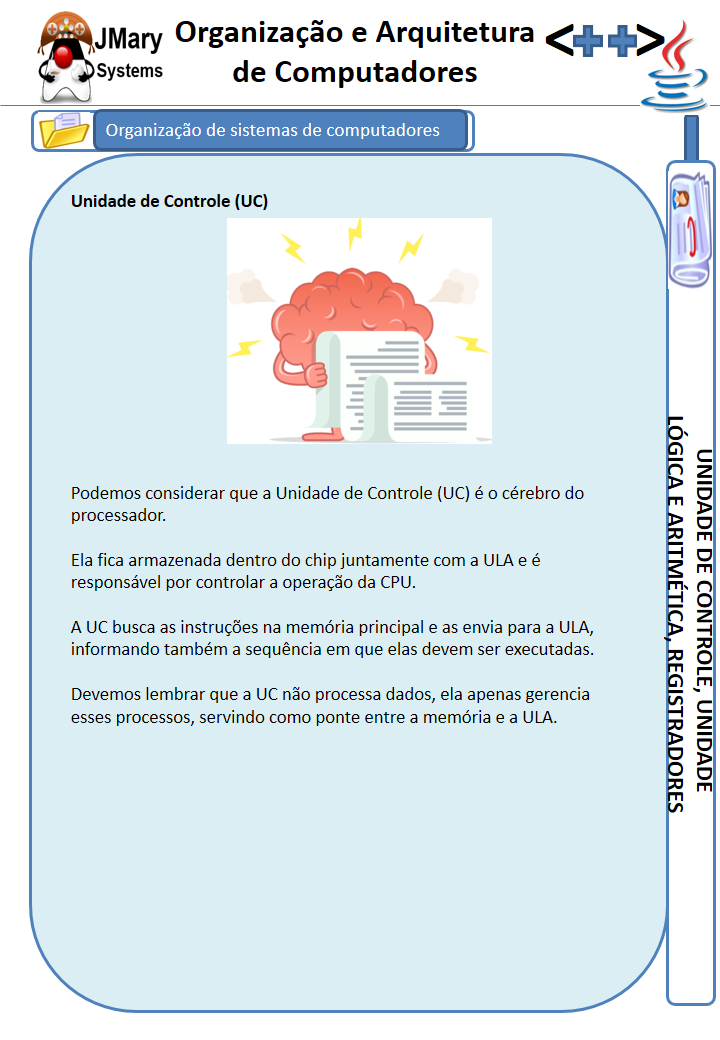 JMary
Systems
Organização e Arquitetura
de Computadores
<++>
Organização de sistemas de computadores
Unidade de Controle (UC)
Podemos considerar que a Unidade de Controle (UC) é o cérebro do
processador.
Ela fica armazenada dentro do chip juntamente com a ULA e é
responsável por controlar a operação da CPU.
A UC busca as instruções na memória principal e as envia para a ULA,
informando também a sequência em que elas devem ser executadas.
Devemos lembrar que a UC não processa dados, ela apenas gerencia
esses processos, servindo como ponte entre a memória e a ULA.
UNIDADE DE CONTROLE, UNIDADE
LÓGICA E ARITMÉTICA, REGISTRADORES